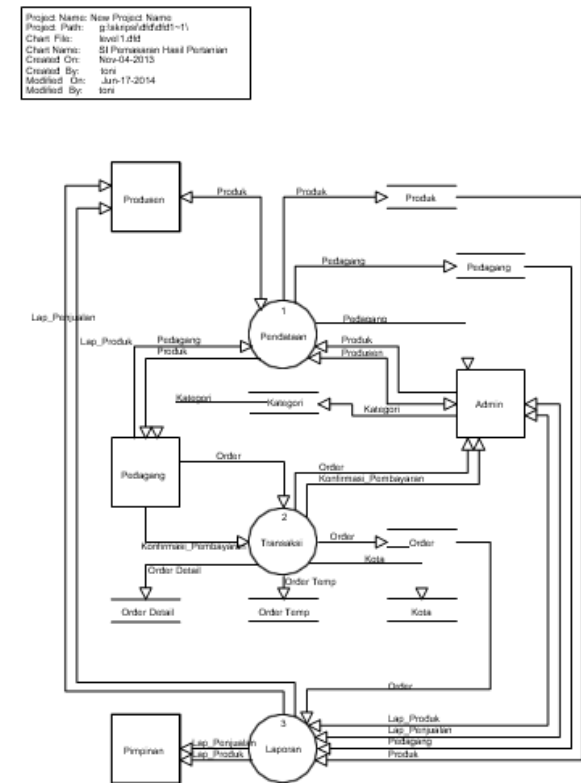 Project Name: New Project Name
Project Path: g:\skripsi\dfd\dfd1~1\
Chart File: level1.dfd
Chart Name: SI Pemasaran Hasil Pertanian
Created On: Nov-04-2013
Created By: toni
Modified On: Jun-17-2014
Modified By: toni
Produsen
Produk
Produk
Produk
Pedagang
Pedagang
1
Pendataan
Pedagang
Lap_Penjualan
Lap_Produk
Pedagang
Produk
Produk
Produsen
Kategori
Kategori
Kategori
Admin
Pedagang
Order
Order
Konfirmasi_Pembayaran
2
Transaksi
Order
Order
Konfirmasi_Pembayaran
Kota
Order Detail
Order Temp
Order Detail
Order Temp
Kota
Order
3
Laporan
Lap_Produk
Lap_Penjualan
Pedagang
Produk
Pimpinan
Lap_Penjualan
Lap_Produk